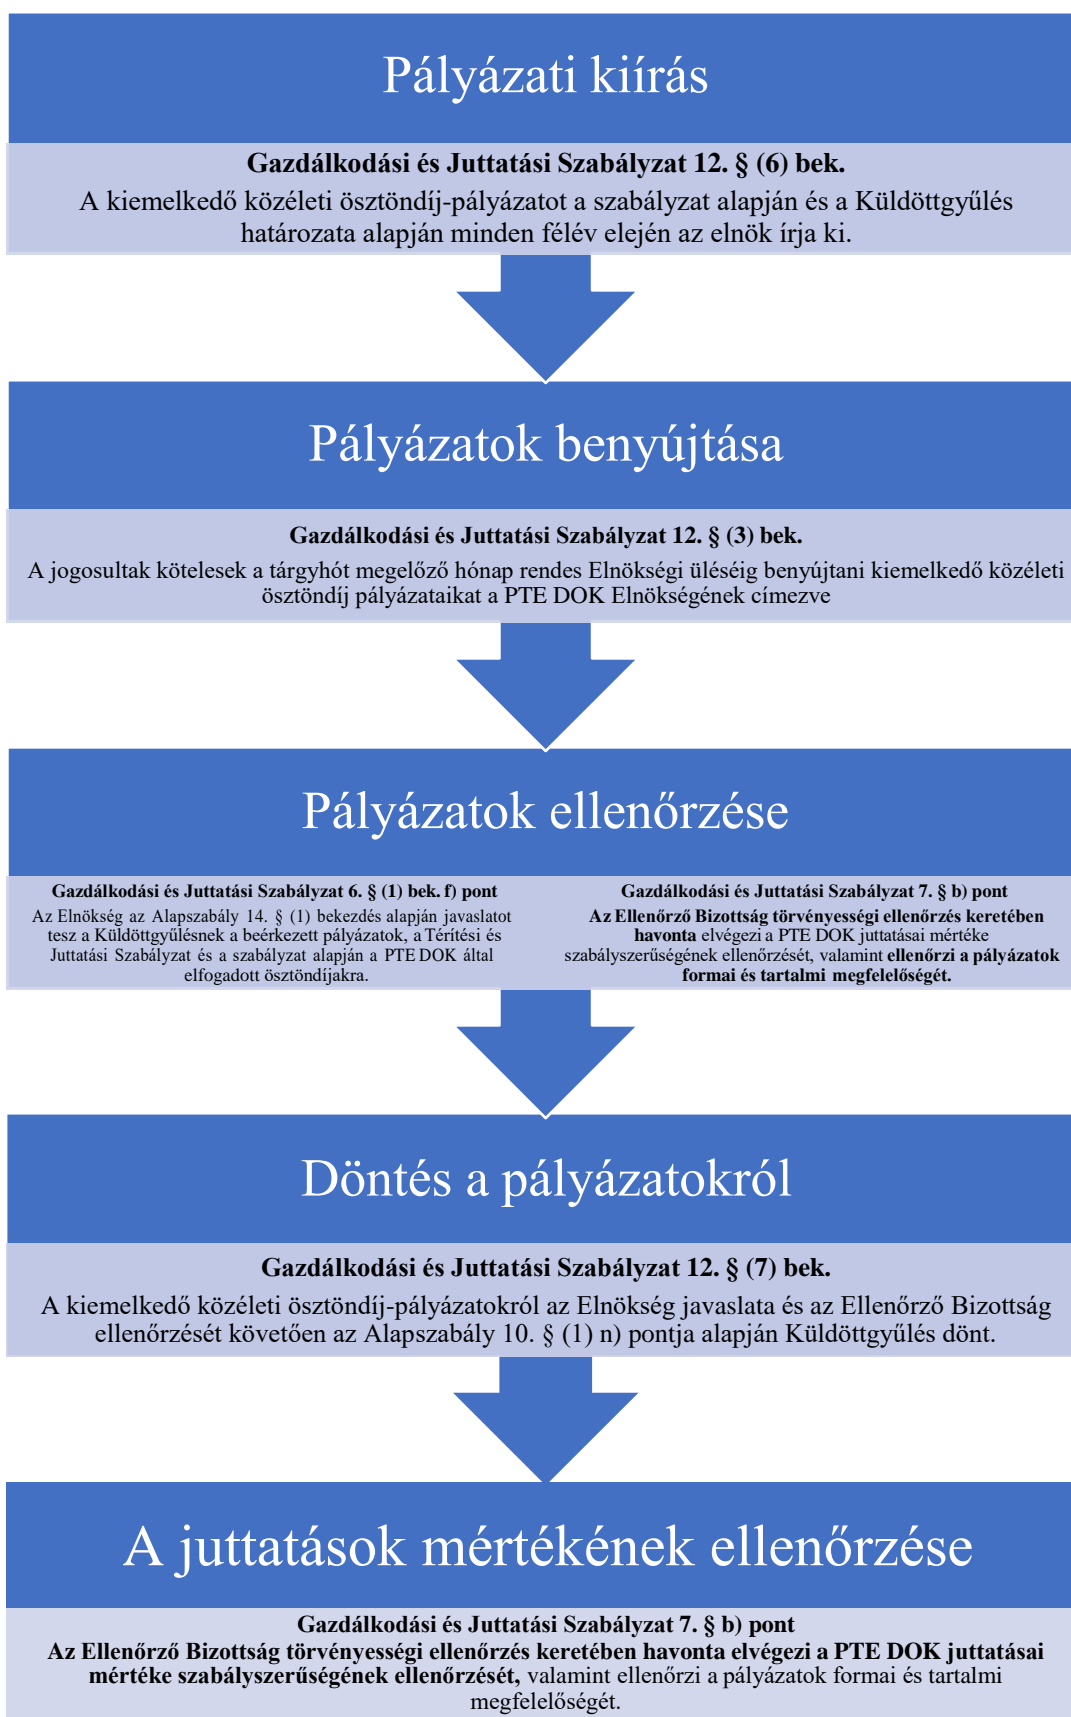 Pályázati kiírás
Gazdálkodási és Juttatási Szabályzat 12. § (6) bek.
A kiemelkedő közéleti ösztöndíj-pályázatot a szabályzat alapján és a Küldöttgyűlés
határozata alapján minden félév elején az elnök írja ki.
Pályázatok benyújtása
Gazdálkodási és Juttatási Szabályzat 12. § (3) bek.
A jogosultak kötelesek a tárgyhót megelőző hónap rendes Elnökségi üléséig benyújtani kiemelkedő közéleti
ösztöndíj pályázataikat a PTE DOK Elnökségének címezve
Pályázatok ellenőrzése
Gazdálkodási és Juttatási Szabályzat 6. § (1) bek. f) pont
Az Elnökség az Alapszabály 14. § (1) bekezdés alapján javaslatot
tesz a Küldöttgyűlésnek a beérkezett pályázatok, a Térítési és
Juttatási Szabályzat és a szabályzat alapján a PTE DOK által
elfogadott ösztöndíjakra.
Gazdálkodási és Juttatási Szabályzat 7. § b) pont
Az Ellenőrző Bizottság törvényességi ellenőrzés keretében
havonta elvégezi a PTE DOK juttatásai mértéke
szabályszerűségének ellenőrzését, valamint ellenőrzi a pályázatok
formai és tartalmi megfelelőségét.
Döntés a pályázatokról
Gazdálkodási és Juttatási Szabályzat 12. § (7) bek.
A kiemelkedő közéleti ösztöndíj-pályázatokról az Elnökség javaslata és az Ellenőrző Bizottság
ellenőrzését követően az Alapszabály 10. § (1) n) pontja alapján Küldöttgyűlés dönt.
A juttatások mértékének ellenőrzése
Gazdálkodási és Juttatási Szabályzat 7. § b) pont
Az Ellenőrző Bizottság törvényességi ellenőrzés keretében havonta elvégezi a PTE DOK juttatásai
mértéke szabályszerűségének ellenőrzését, valamint ellenőrzi a pályázatok formai és tartalmi
megfelelőségét.